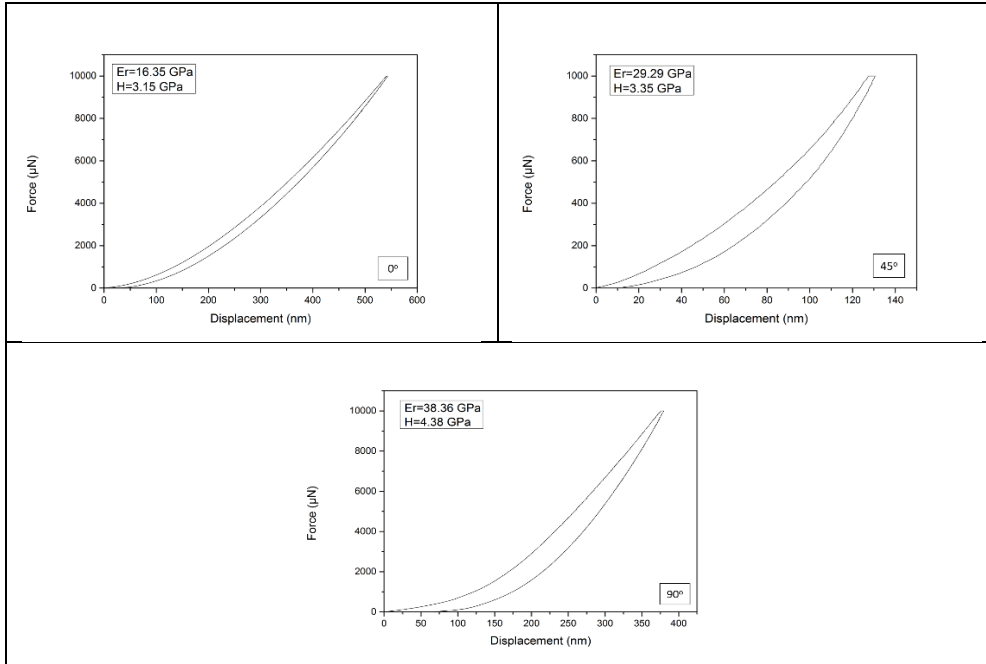 Er=16.35 GPa
H=3.15 GPa
10000
8000
6000
4000
2000
0
Force (µN)
0º
0 100 200 300 400 500 600
Displacement (nm)
Er=29.29 GPa
H=3.35 GPa
1000
800
600
400
200
0
Force (µN)
45º
0 20 40 60 80 100 120 140
Displacement (nm)
Er=38.36 GPa
H=4.38 GPa
10000
8000
6000
4000
2000
0
Force (µN)
90º
0 50 100 150 200 250 300 350 400
Displacement (nm)